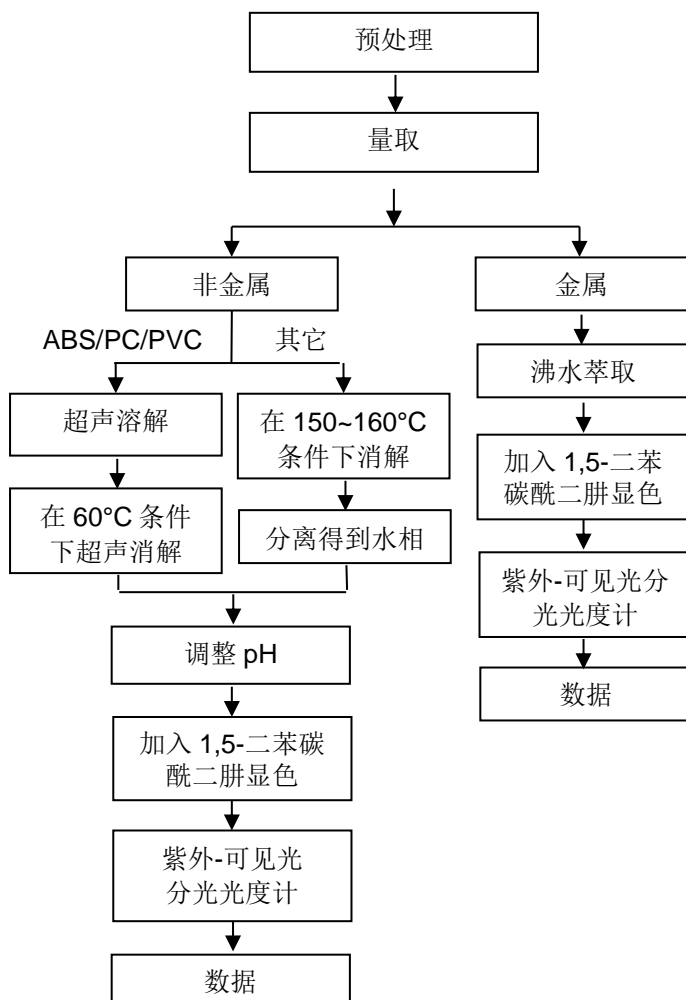 预处理
量取
非金属
金属
ABS/PC/PVC
其它
沸水萃取
超声溶解
在 150~160°C
条件下消解
加入 1,5-二苯
碳酰二肼显色
在 60°C 条件
下超声消解
分离得到水相
紫外-可见光分
光光度计
调整 pH
数据
加入 1,5-二苯碳
酰二肼显色
紫外-可见光
分光光度计
数据